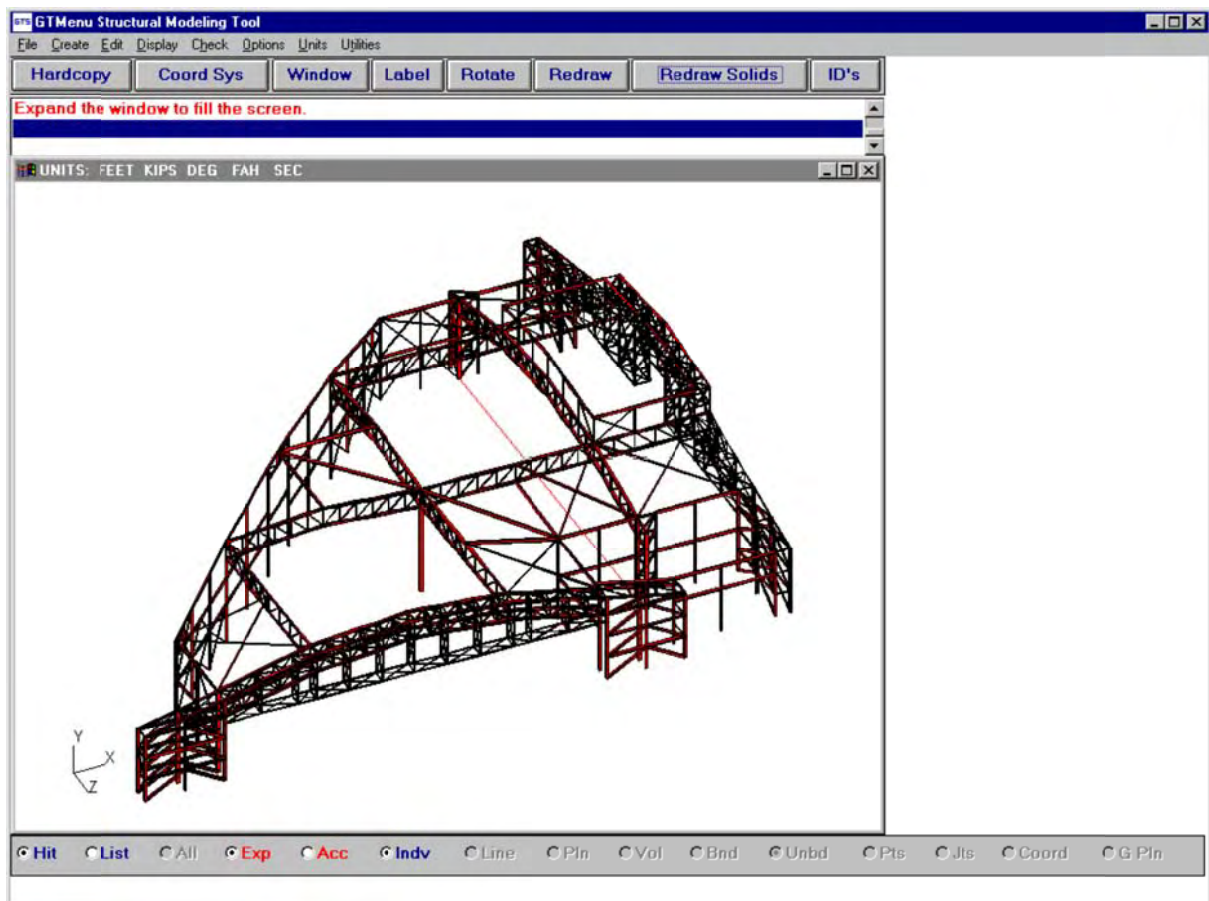 GTS GTMenu Structural Modeling Tool
File Create Edit Display Check Options Units Utilities
Hardcopy Coord Sys Window Label Rotate Redraw Redraw Solids ID's
Expand the window to fill the screen.
UNITS: FEET KIPS DEG FAH SEC
Y
X
Z
Hit List All Exp Acc Indv Line Pln Vol Bnd Unbd Pts Jts Coord G Pln